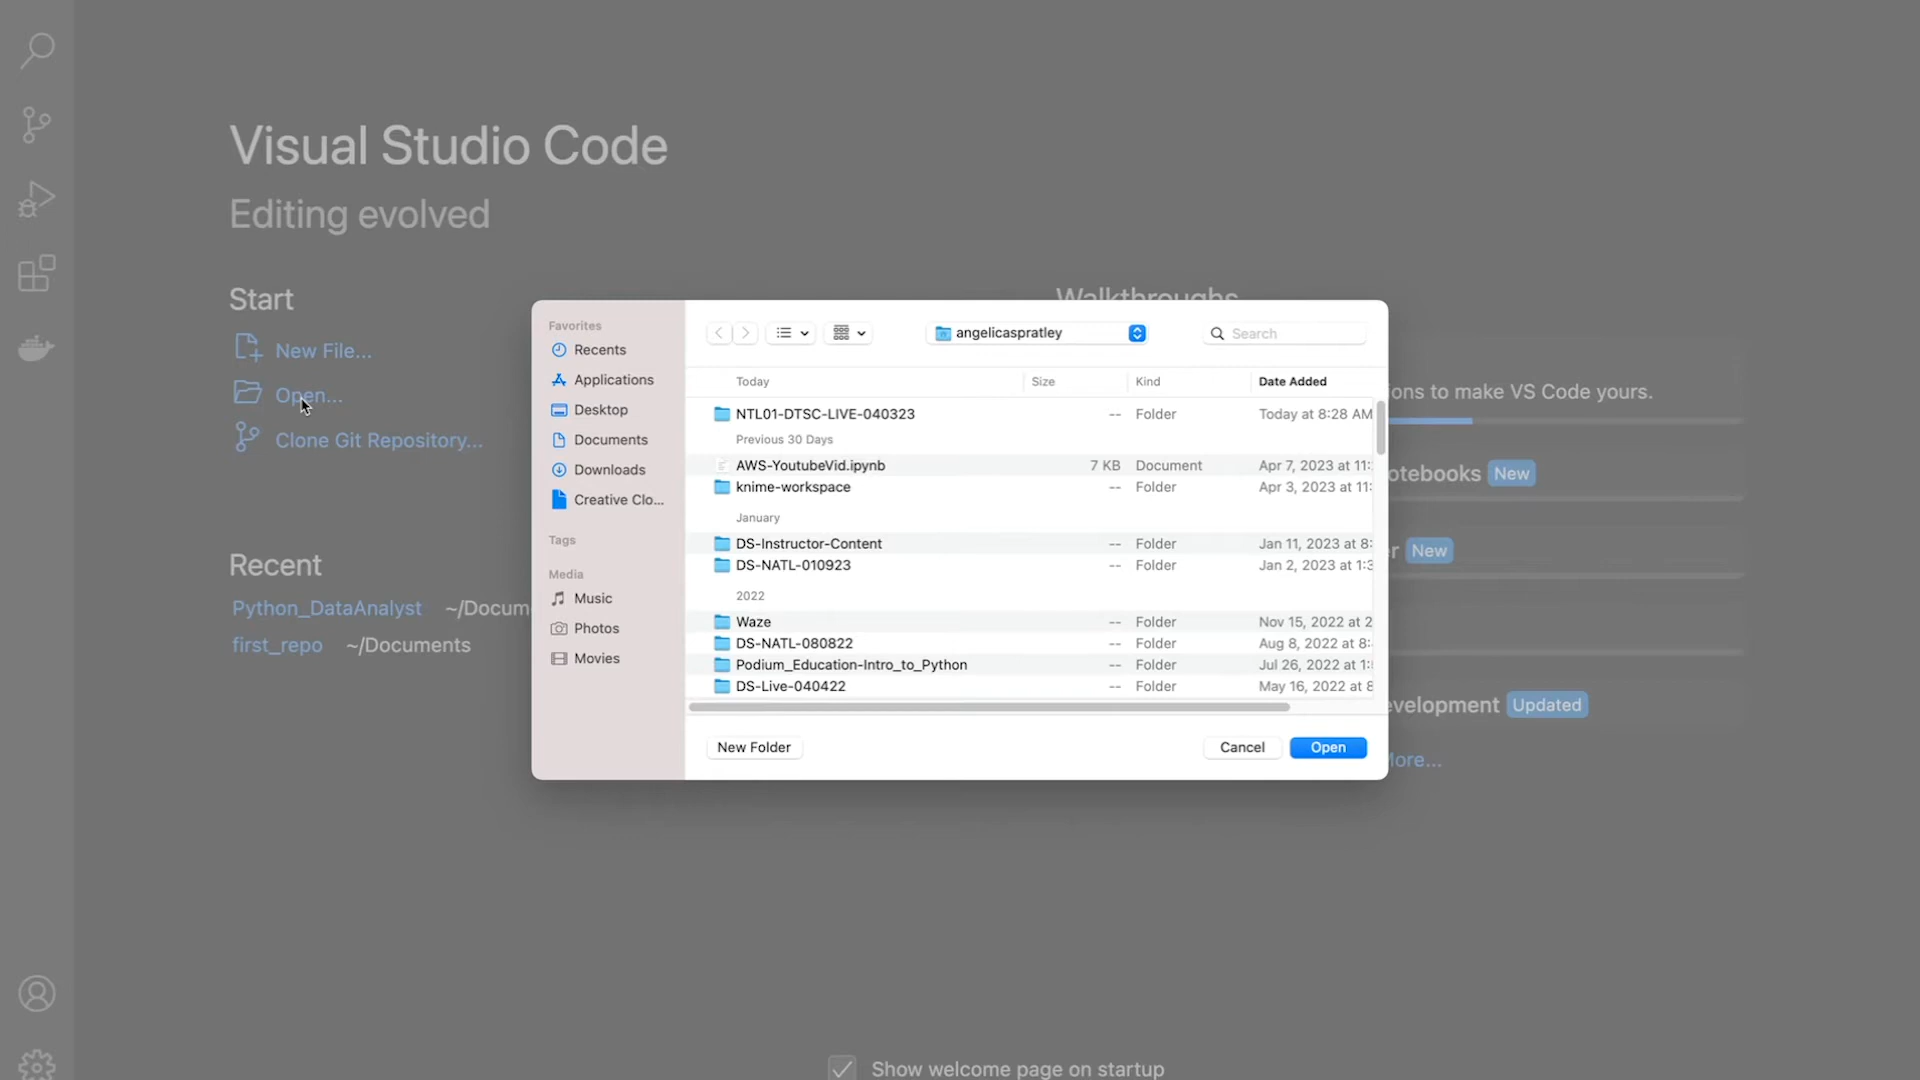 Visual Studio Code
Editing evolved
Start
New File...
Open...
Clone Git Repository...
Recent
Python_DataAnalyst ~/Docum
first_repo ~/Documents
Walkthroughs
ions to make VS Code yours.
otebooks New
er New
evelopment Updated
More...
Show welcome page on startup
Favorites
Recents
Applications
Desktop
Documents
Downloads
Creative Clo...
Tags
Media
Music
Photos
Movies
angelicaspratley
Search
Today Size Kind Date Added
NTL01-DTSC-LIVE-040323 -- Folder Today at 8:28 AM
Previous 30 Days
AWS-YoutubeVid.ipynb 7 KB Document Apr 7, 2023 at 11:
knime-workspace -- Folder Apr 3, 2023 at 11:
January
DS-Instructor-Content -- Folder Jan 11, 2023 at 8:
DS-NATL-010923 -- Folder Jan 2, 2023 at 1:3
2022
Waze -- Folder Nov 15, 2022 at 2
DS-NATL-080822 -- Folder Aug 8, 2022 at 8:
Podium_Education-Intro_to_Python -- Folder Jul 26, 2022 at 1:
DS-Live-040422 -- Folder May 16, 2022 at 8
New Folder
Cancel
Open